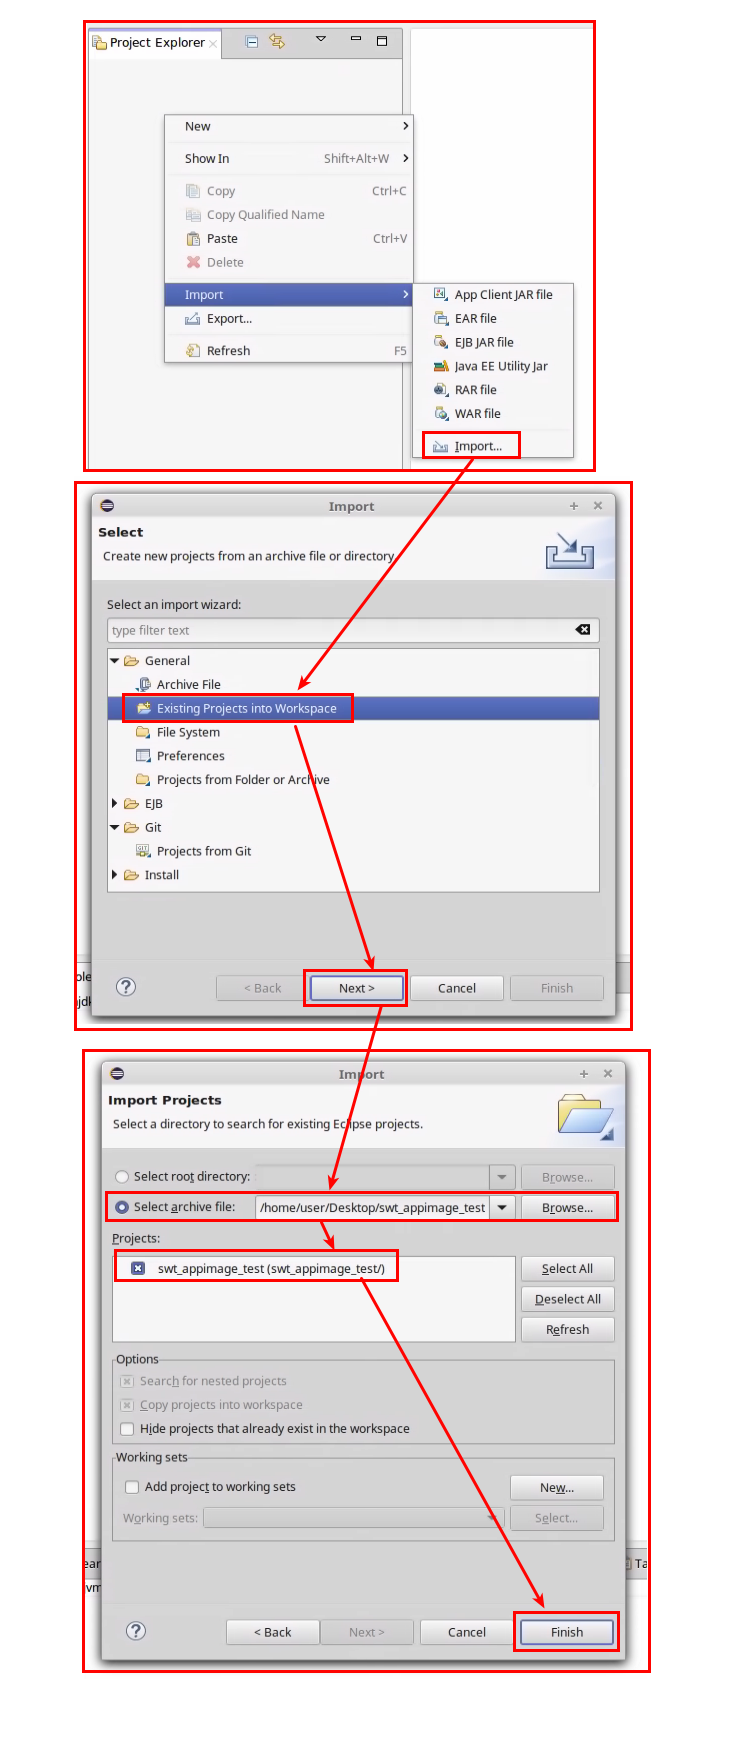 Project Explorer
New
Show In Shift+Alt+W
Copy Ctrl+C
Copy Qualified Name
Paste Ctrl+V
Delete
Import
Export...
Refresh F5
App Client JAR file
EAR file
EJB JAR file
Java EE Utility Jar
RAR file
WAR file
Import...
Import
Select
Create new projects from an archive file or directory.
Select an import wizard:
type filter text
General
Archive File
Existing Projects into Workspace
File System
Preferences
Projects from Folder or Archive
EJB
Git
Projects from Git
Install
< Back Next > Cancel Finish
Import
Import Projects
Select a directory to search for existing Eclipse projects.
Select root directory: Browse...
Select archive file: /home/user/Desktop/swt_appimage_test Browse...
Projects:
swt_appimage_test (swt_appimage_test/)
Select All
Deselect All
Refresh
Options
Search for nested projects
Copy projects into workspace
Hide projects that already exist in the workspace
Working sets
Add project to working sets New...
Working sets: Select...
< Back Next > Cancel Finish